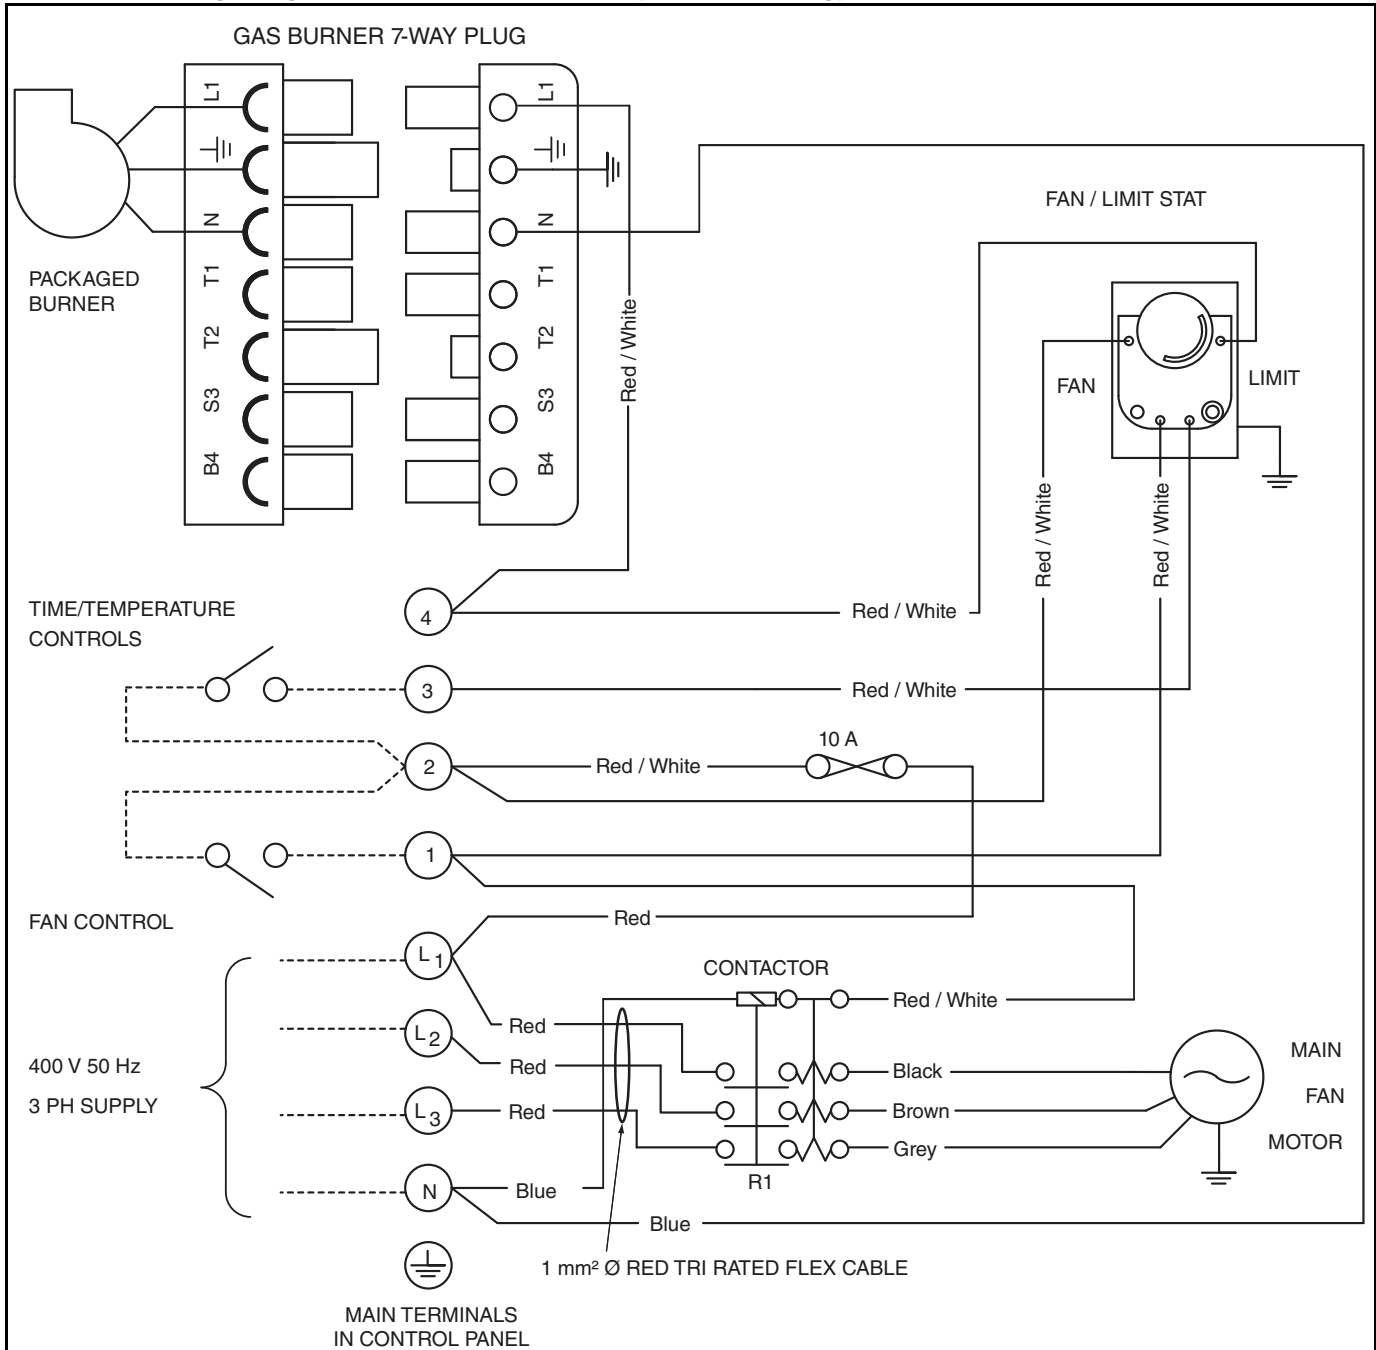 GAS BURNER 7-WAY PLUG
L1
N
T1
T2
S3
B4
L1
N
T1
T2
S3
B4
PACKAGED
BURNER
Red / White
FAN / LIMIT STAT
FAN
LIMIT
Red / White
Red / White
TIME/TEMPERATURE
CONTROLS
4
Red / White
3
Red / White
2
Red / White
10 A
1
FAN CONTROL
Red
L1
CONTACTOR
Red / White
L2
Red
Red
400 V 50 Hz
3 PH SUPPLY
L3
Red
Black
Brown
Grey
MAIN
FAN
MOTOR
R1
N
Blue
Blue
1 mm² Ø RED TRI RATED FLEX CABLE
MAIN TERMINALS
IN CONTROL PANEL